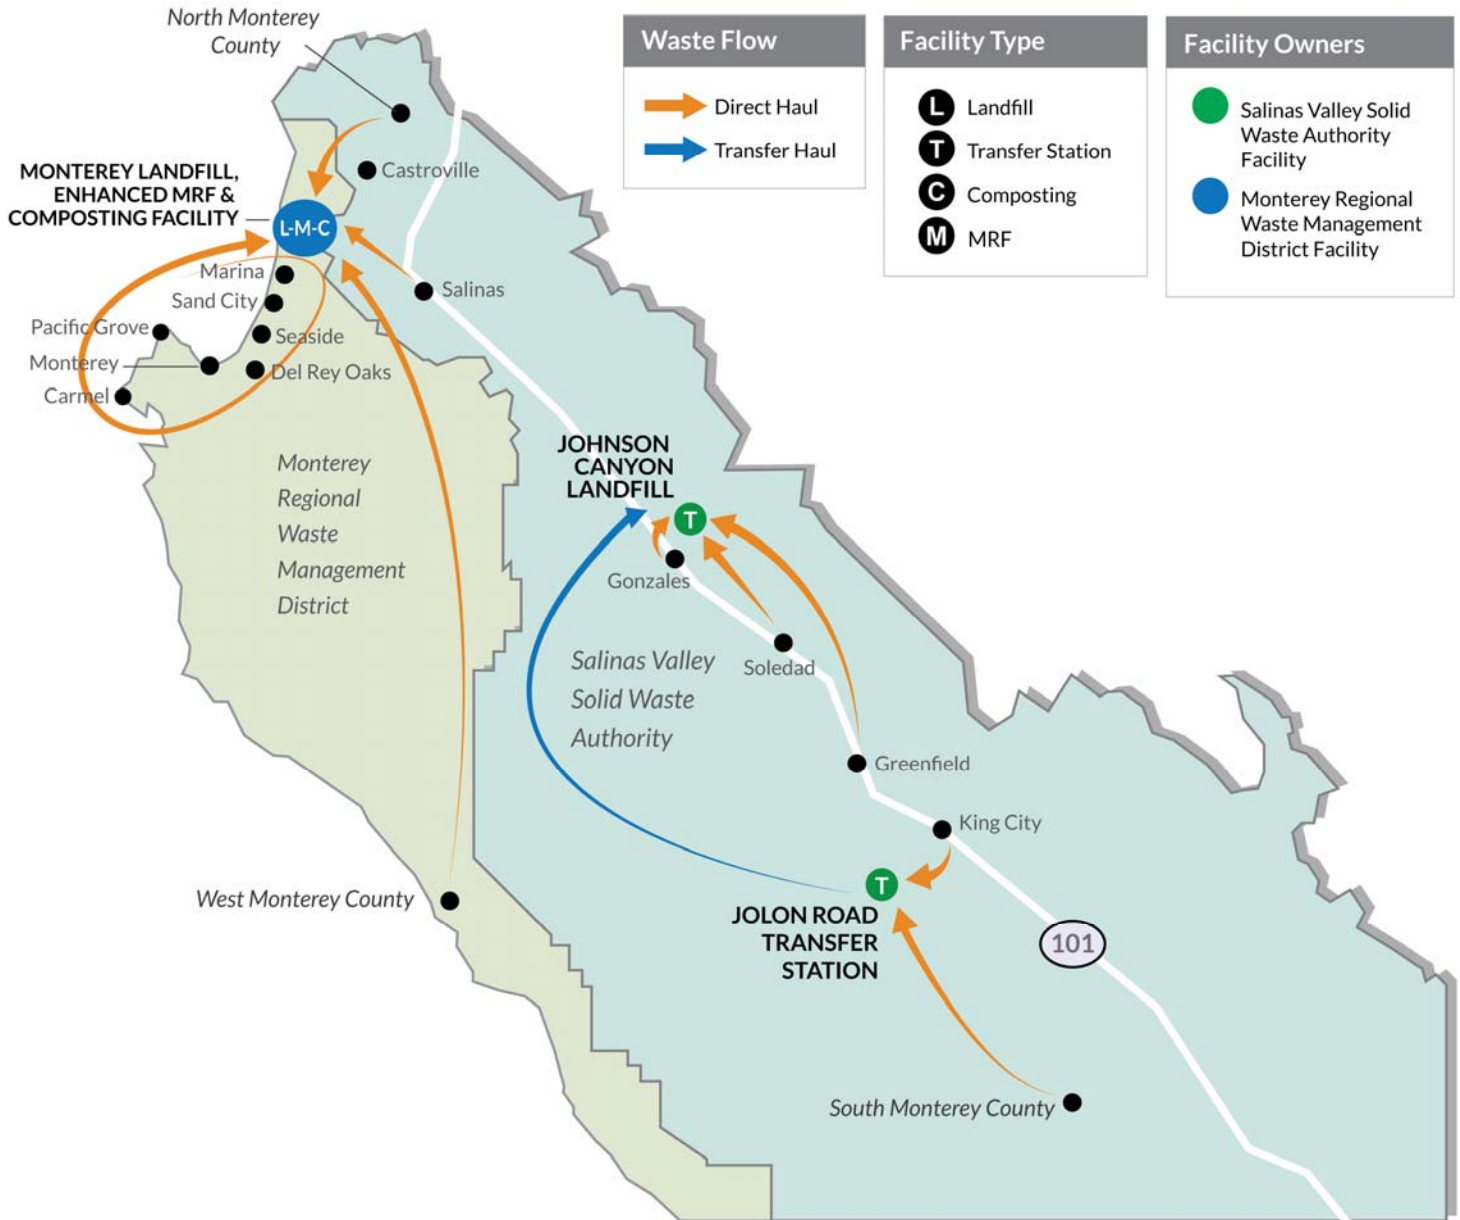 North Monterey
County
Waste Flow
Direct Haul
Transfer Haul
Facility Type
L Landfill
T Transfer Station
C Composting
M MRF
Facility Owners
Salinas Valley Solid
Waste Authority
Facility
Monterey Regional
Waste Management
District Facility
MONTEREY LANDFILL,
ENHANCED MRF &
COMPOSTING FACILITY
L-M-C
Castroville
Marina
Sand City
Salinas
Pacific Grove
Seaside
Monterey
Del Rey Oaks
Carmel
Monterey
Regional
Waste
Management
District
JOHNSON
CANYON
LANDFILL
T
Gonzales
Soledad
Salinas Valley
Solid Waste
Authority
Greenfield
King City
West Monterey County
T
JOLON ROAD
TRANSFER
STATION
101
South Monterey County